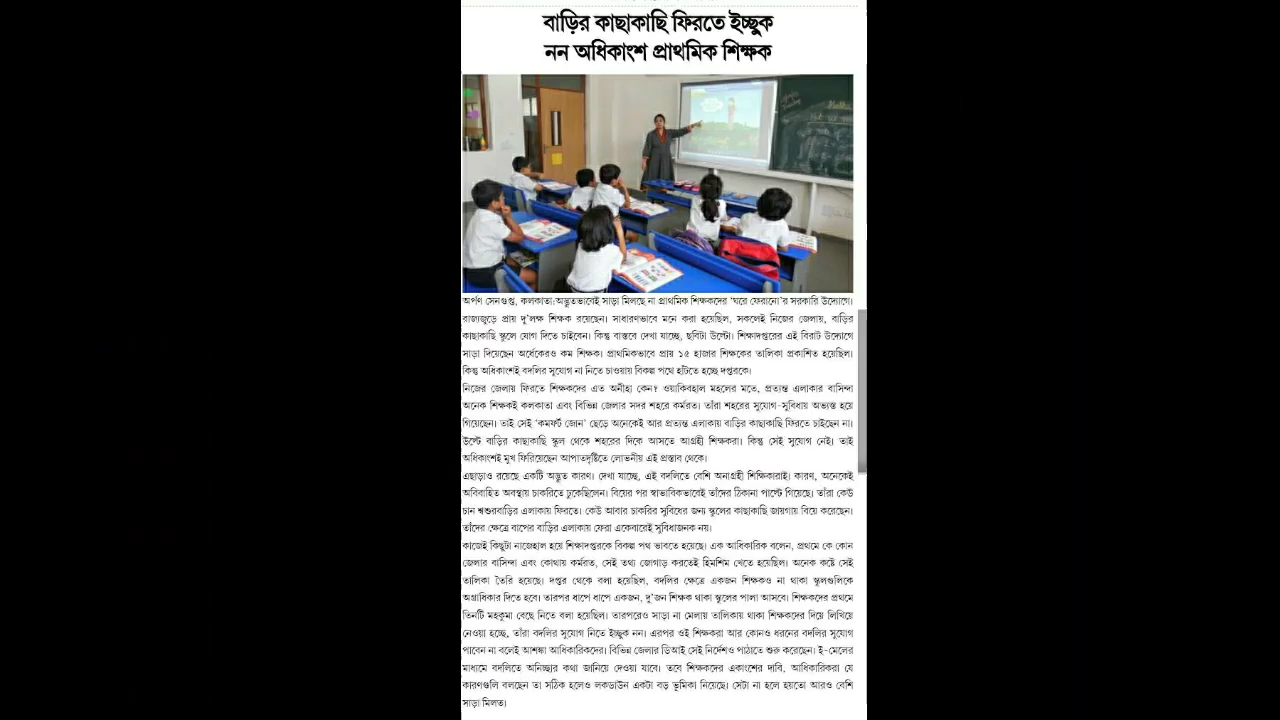 বাড়ির কাছাকাছি ফিরতে ইচ্ছুক
নন অধিকাংশ প্রাথমিক শিক্ষক
অর্পণ সেনগুপ্ত, কলকাতা:অদ্ভুতভাবেই সাড়া মিলছে না প্রাথমিক শিক্ষকদের ‘ঘরে ফেরানো’র সরকারি উদ্যোগে।
রাজ্যজুড়ে প্রায় দু’লক্ষ শিক্ষক রয়েছেন। সাধারণভাবে মনে করা হয়েছিল, সকলেই নিজের জেলায়, বাড়ির
কাছাকাছি স্কুলে যোগ দিতে চাইবেন। কিন্তু বাস্তবে দেখা যাচ্ছে, ছবিটা উল্টো। শিক্ষাদপ্তরের এই বিরাট উদ্যোগে
সাড়া দিয়েছেন অর্ধেকেরও কম শিক্ষক। প্রাথমিকভাবে প্রায় ১৫ হাজার শিক্ষকের তালিকা প্রকাশিত হয়েছিল।
কিন্তু অধিকাংশই বদলির সুযোগ না নিতে চাওয়ায় বিকল্প পথে হাঁটতে হচ্ছে দপ্তরকে।
নিজের জেলায় ফিরতে শিক্ষকদের এত অনীহা কেন? ওয়াকিবহাল মহলের মতে, প্রত্যন্ত এলাকার বাসিন্দা
অনেক শিক্ষকই কলকাতা এবং বিভিন্ন জেলার সদর শহরে কর্মরত। তাঁরা শহরের সুযোগ-সুবিধায় অভ্যস্ত হয়ে
গিয়েছেন। তাই সেই ‘কমফর্ট জোন’ ছেড়ে অনেকেই আর প্রত্যন্ত এলাকায় বাড়ির কাছাকাছি ফিরতে চাইছেন না।
উল্টে বাড়ির কাছাকাছি স্কুল থেকে শহরের দিকে আসতে আগ্রহী শিক্ষকরা। কিন্তু সেই সুযোগ নেই। তাই
অধিকাংশই মুখ ফিরিয়েছেন আপাতদৃষ্টিতে লোভনীয় এই প্রস্তাব থেকে।
এছাড়াও রয়েছে একটি অদ্ভুত কারণ। দেখা যাচ্ছে, এই বদলিতে বেশি অনাগ্রহী শিক্ষিকারাই। কারণ, অনেকেই
অবিবাহিত অবস্থায় চাকরিতে ঢুকেছিলেন। বিয়ের পর স্বাভাবিকভাবেই তাঁদের ঠিকানা পাল্টে গিয়েছে। তাঁরা কেউ
চান শ্বশুরবাড়ির এলাকায় ফিরতে। কেউ আবার চাকরির সুবিধের জন্য স্কুলের কাছাকাছি জায়গায় বিয়ে করেছেন।
তাঁদের ক্ষেত্রে বাপের বাড়ির এলাকায় ফেরা একেবারেই সুবিধাজনক নয়।
কাজেই কিছুটা নাজেহাল হয়ে শিক্ষাদপ্তরকে বিকল্প পথ ভাবতে হয়েছে। এক আধিকারিক বলেন, প্রথমে কে কোন
জেলার বাসিন্দা এবং কোথায় কর্মরত, সেই তথ্য জোগাড় করতেই হিমশিম খেতে হয়েছিল। অনেক কষ্টে সেই
তালিকা তৈরি হয়েছে। দপ্তর থেকে বলা হয়েছিল, বদলির ক্ষেত্রে একজন শিক্ষকও না থাকা স্কুলগুলিকে
অগ্রাধিকার দিতে হবে। তারপর ধাপে ধাপে একজন, দু’জন শিক্ষক থাকা স্কুলের পালা আসবে। শিক্ষকদের প্রথমে
তিনটি মহকুমা বেছে নিতে বলা হয়েছিল। তারপরেও সাড়া না মেলায় তালিকায় থাকা শিক্ষকদের দিয়ে লিখিয়ে
নেওয়া হচ্ছে, তাঁরা বদলির সুযোগ নিতে ইচ্ছুক নন। এরপর ওই শিক্ষকরা আর কোনও ধরনের বদলির সুযোগ
পাবেন না বলেই আশঙ্কা আধিকারিকদের। বিভিন্ন জেলার ডিআই সেই নির্দেশও পাঠাতে শুরু করেছেন। ই-মেলের
মাধ্যমে বদলিতে অনিচ্ছার কথা জানিয়ে দেওয়া যাবে। তবে শিক্ষকদের একাংশের দাবি, আধিকারিকরা যে
কারণগুলি বলছেন তা সঠিক হলেও লকডাউন একটা বড় ভূমিকা নিয়েছে। সেটা না হলে হয়তো আরও বেশি
সাড়া মিলত।